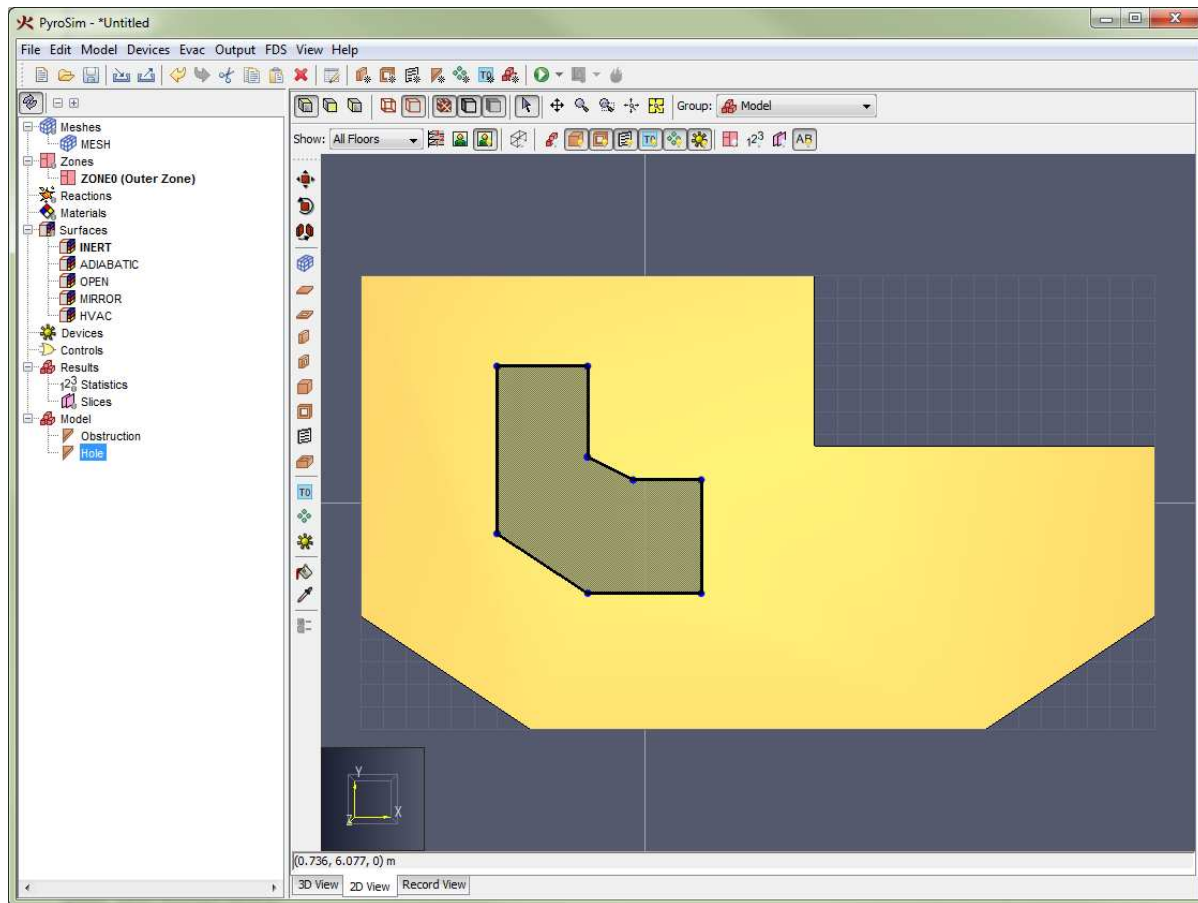 PyroSim - *Untitled
File Edit Model Devices Evac Output FDS View Help
Group: Model
Show: All Floors
Meshes
MESH
Zones
ZONE0 (Outer Zone)
Reactions
Materials
Surfaces
INERT
ADIABATIC
OPEN
MIRROR
HVAC
Devices
Controls
Results
Statistics
Slices
Model
Obstruction
Hole
Y
X
Z
(0.736, 6.077, 0) m
3D View 2D View Record View